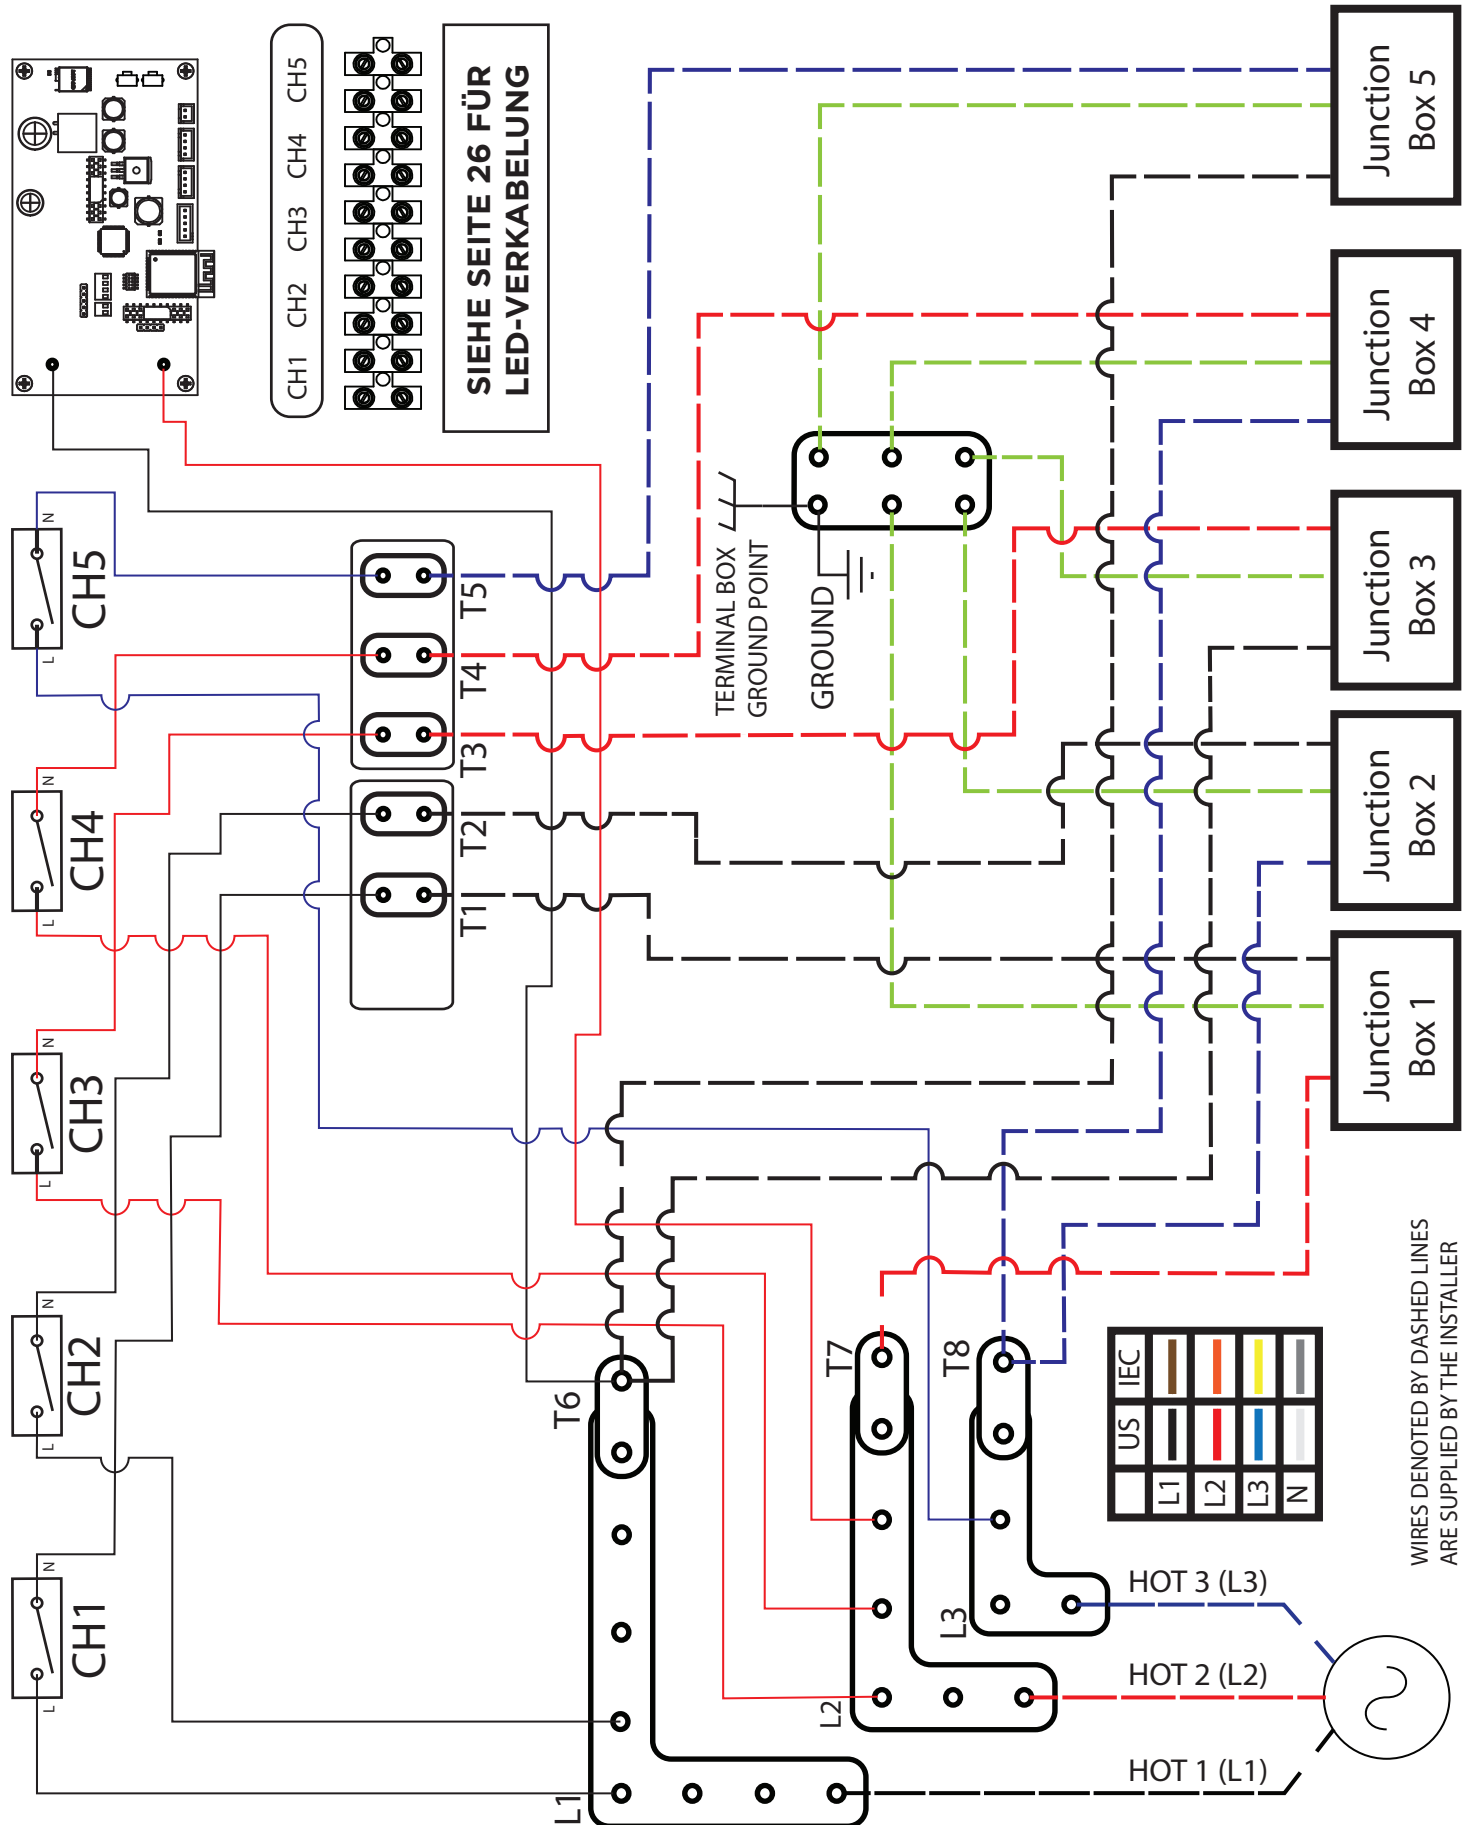 CH1
CH2
CH3
CH4
CH5
SIEHE SEITE 26 FÜR
LED-VERKABELUNG
N
CH5
L
N
CH4
L
N
CH3
L
N
CH2
L
N
CH1
L
T5
T4
T3
T2
T1
TERMINAL BOX
GROUND POINT
GROUND
T6
T7
T8
L1
L2
L3
Junction
Box 5
Junction
Box 4
Junction
Box 3
Junction
Box 2
Junction
Box 1
US IEC
L1
L2
L3
N
HOT 3 (L3)
HOT 2 (L2)
HOT 1 (L1)
WIRES DENOTED BY DASHED LINES
ARE SUPPLIED BY THE INSTALLER